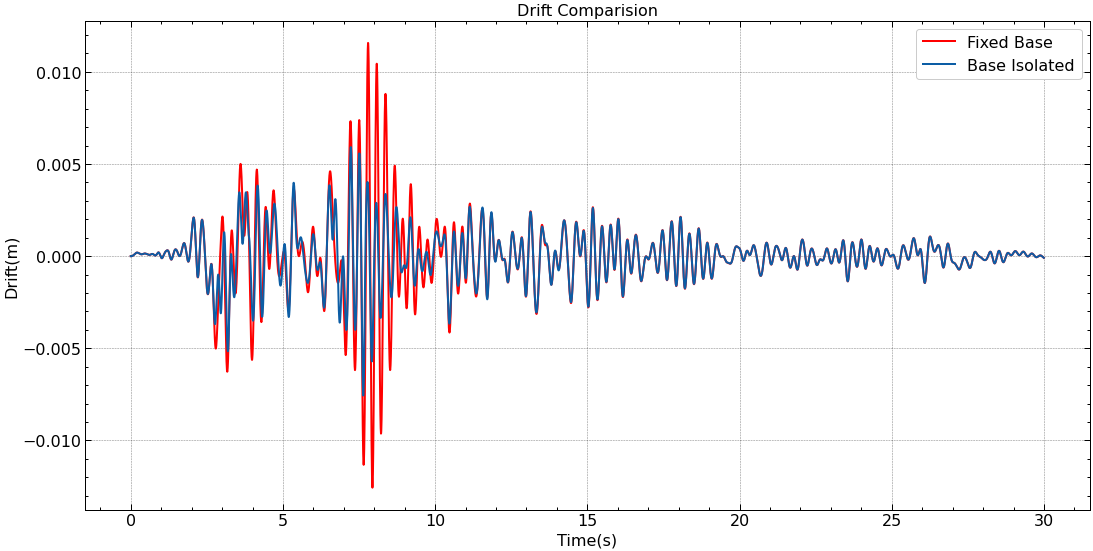 Drift Comparision
Fixed Base
Base Isolated
Drift(m)
0.010
0.005
0.000
−0.005
−0.010
0 5 10 15 20 25 30
Time(s)